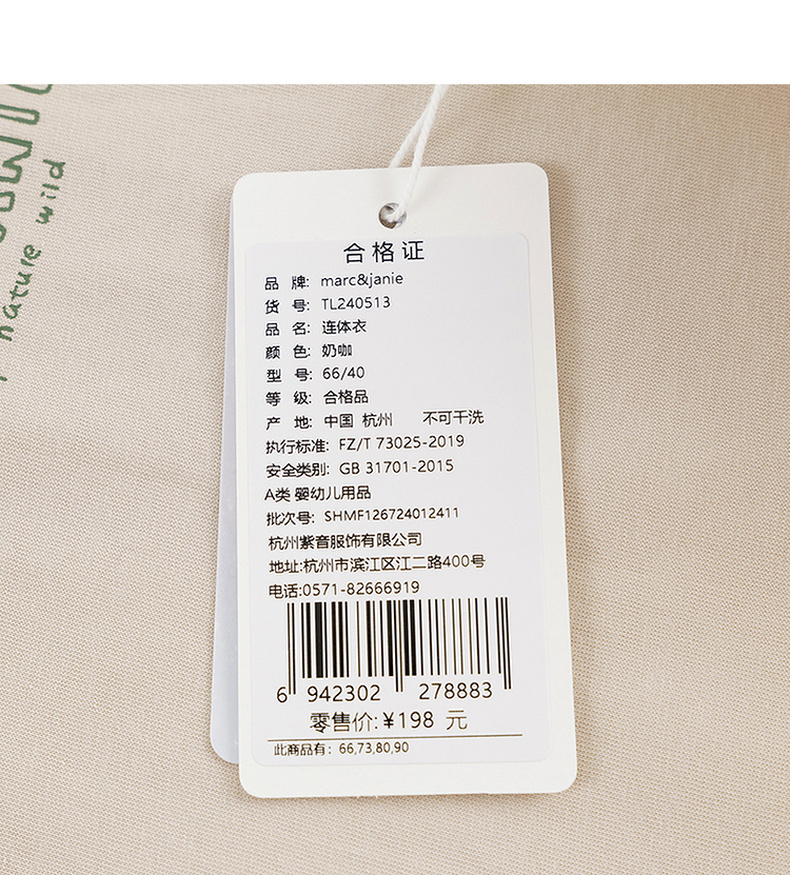 nature wild
合格证
品 牌: marc&janie
货 号: TL240513
品 名: 连体衣
颜 色: 奶咖
型 号: 66/40
等 级: 合格品
产 地: 中国 杭州 不可干洗
执行标准: FZ/T 73025-2019
安全类别: GB 31701-2015
A类 婴幼儿用品
批次号: SHMF126724012411
杭州紫音服饰有限公司
地址:杭州市滨江区江二路400号
电话:0571-82666919
6 942302 278883
零售价:¥198 元
此商品有: 66,73,80,90